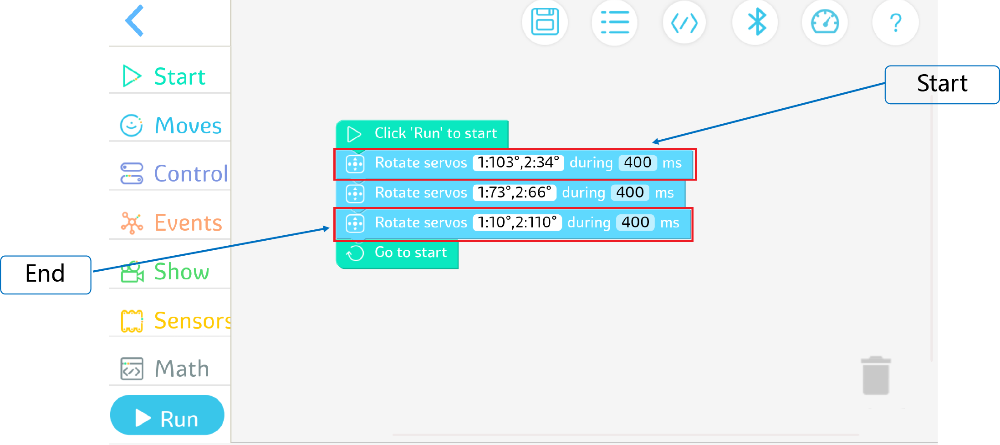 Start
Moves
Control
Events
Show
Sensors
Math
Run
?
Start
Click 'Run' to start
Rotate servos 1:103°,2:34° during 400 ms
Rotate servos 1:73°,2:66° during 400 ms
Rotate servos 1:10°,2:110° during 400 ms
Go to start
End